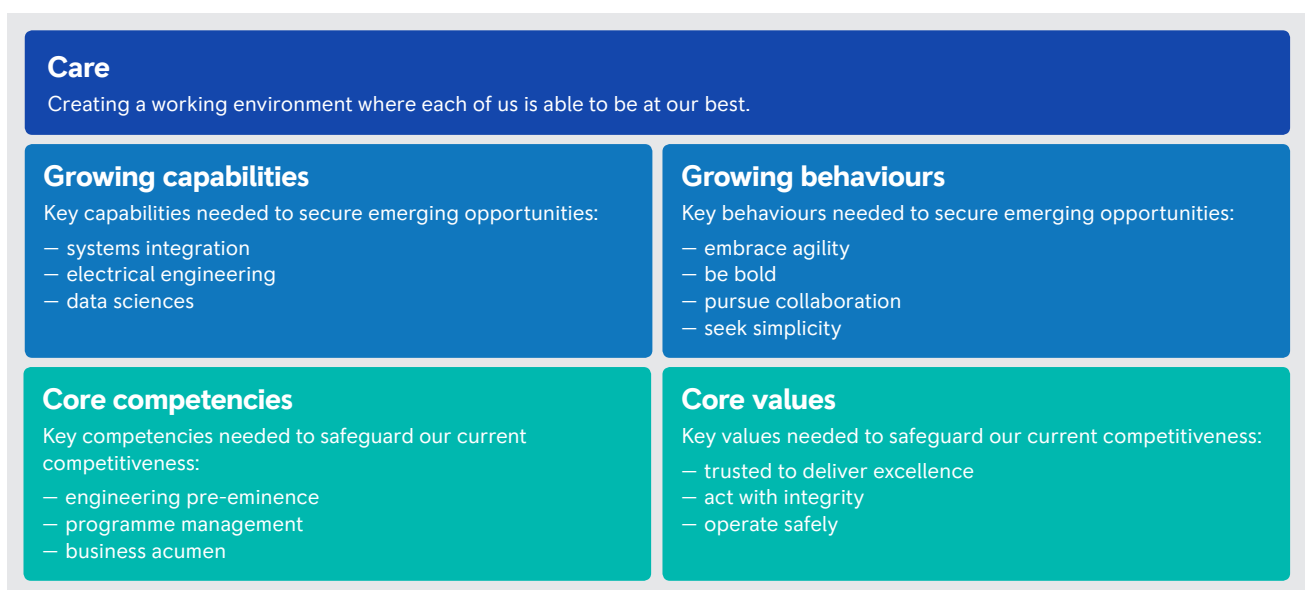 Care
Creating a working environment where each of us is able to be at our best.
Growing capabilities
Key capabilities needed to secure emerging opportunities:
— systems integration
— electrical engineering
— data sciences
Growing behaviours
Key behaviours needed to secure emerging opportunities:
— embrace agility
— be bold
— pursue collaboration
— seek simplicity
Core competencies
Key competencies needed to safeguard our current
competitiveness:
— engineering pre-eminence
— programme management
— business acumen
Core values
Key values needed to safeguard our current competitiveness:
— trusted to deliver excellence
— act with integrity
— operate safely